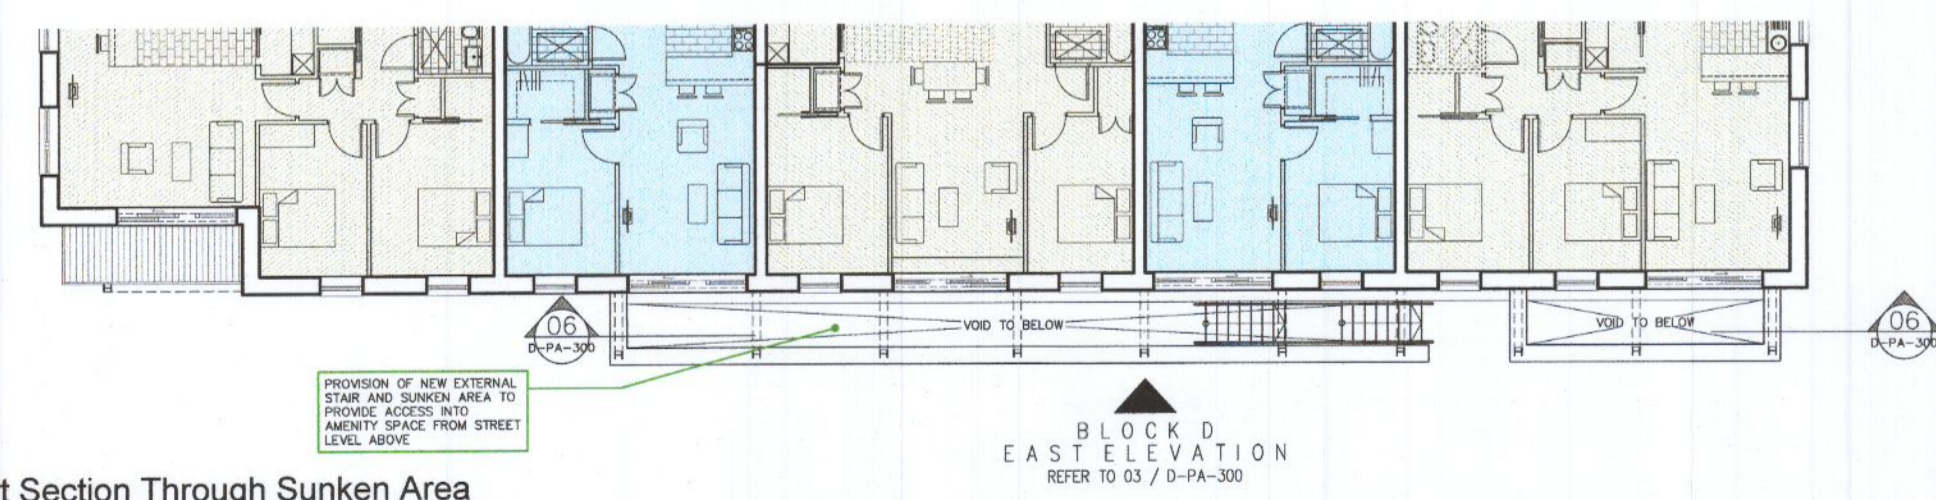 VOID TO BELOW
VOID TO BELOW
06
D-PA-300
06
D-PA-300
PROVISION OF NEW EXTERNAL
STAIR AND SUNKEN AREA TO
PROVIDE ACCESS INTO
AMENITY SPACE FROM STREET
LEVEL ABOVE
BLOCK D
EAST ELEVATION
REFER TO 03 / D-PA-300
t Section Through Sunken Area